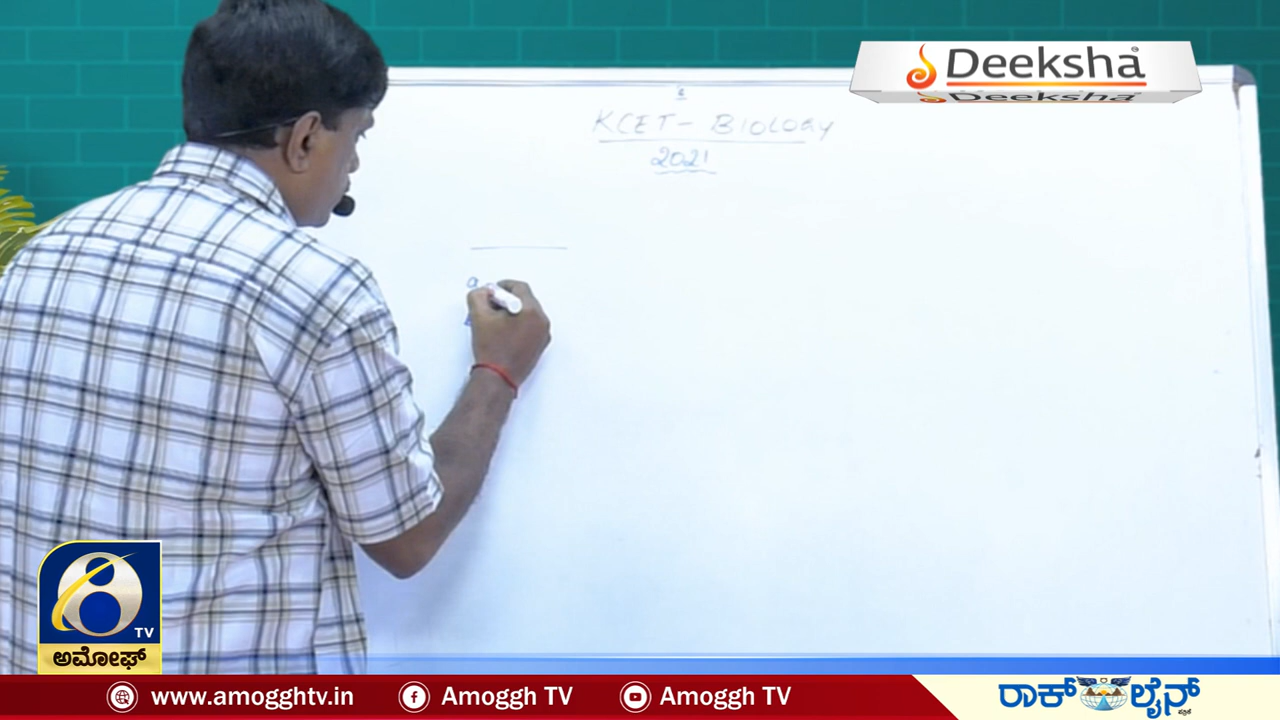 Deeksha
Deeksha
KCET - BIOLOGY
2021
a
TV
ಅಮೋಘ್
www.amogghtv.in
Amoggh TV
Amoggh TV
ರಾಕ್ ಲೈನ್